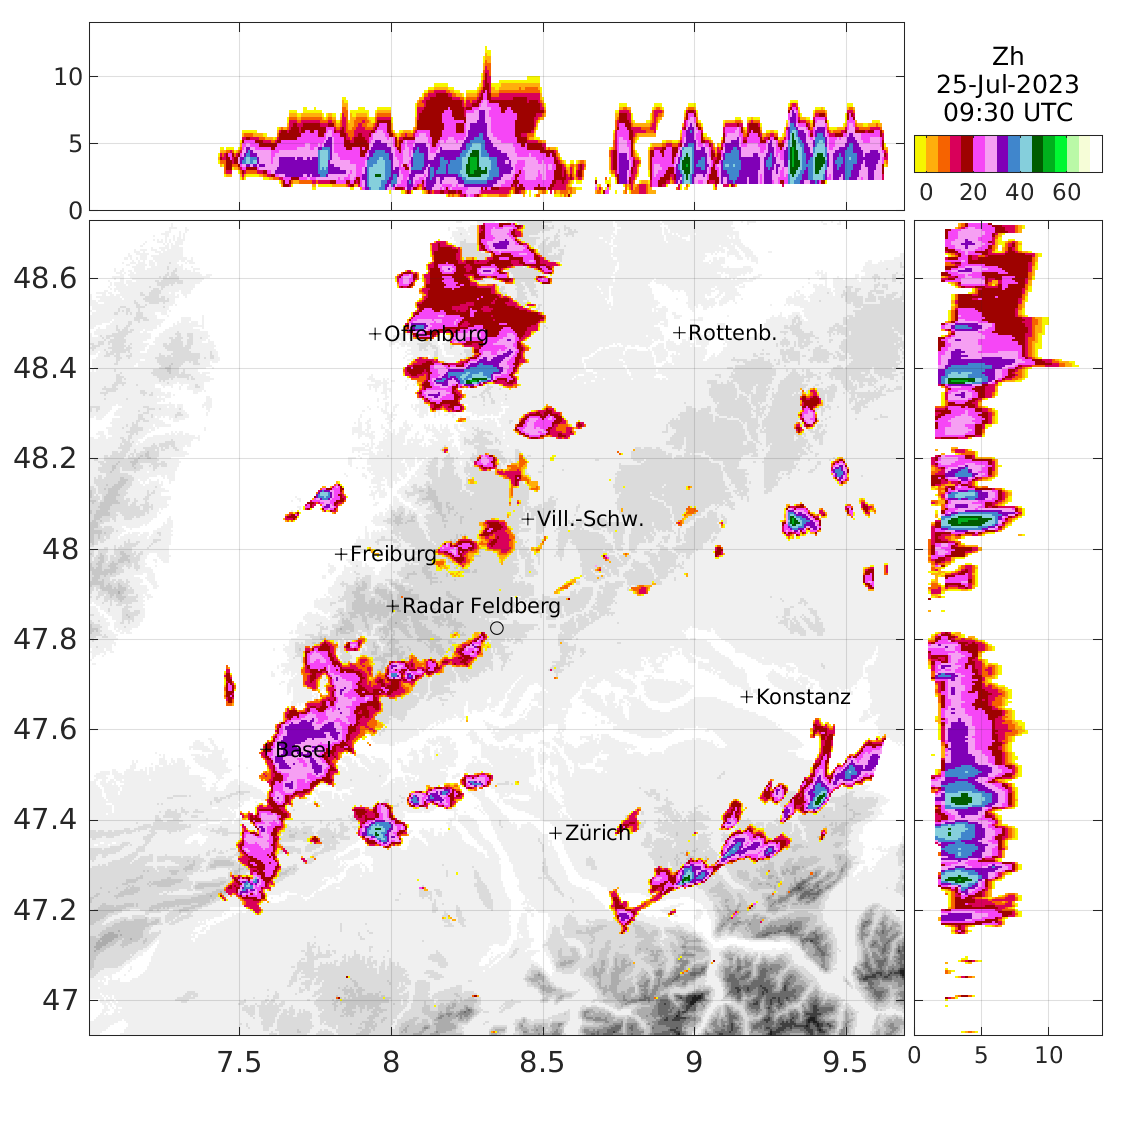 10
5
0
Zh
25-Jul-2023
09:30 UTC
0 20 40 60
48.6
48.4
48.2
48
47.8
47.6
47.4
47.2
47
+Offenburg
+Rottenb.
+Vill.-Schw.
+Freiburg
+Radar Feldberg
+Konstanz
+Basel
+Zürich
7.5 8 8.5 9 9.5
0 5 10